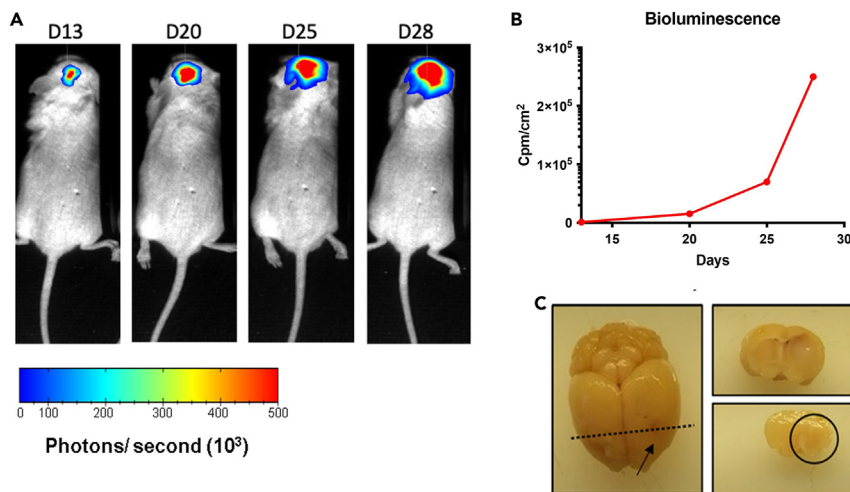 A
D13 D20 D25 D28
0 100 200 300 400 500
Photons/ second (10³)
B
Bioluminescence
3×10⁵
2×10⁵
1×10⁵
0
Cpm/cm²
15 20 25 30
Days
C